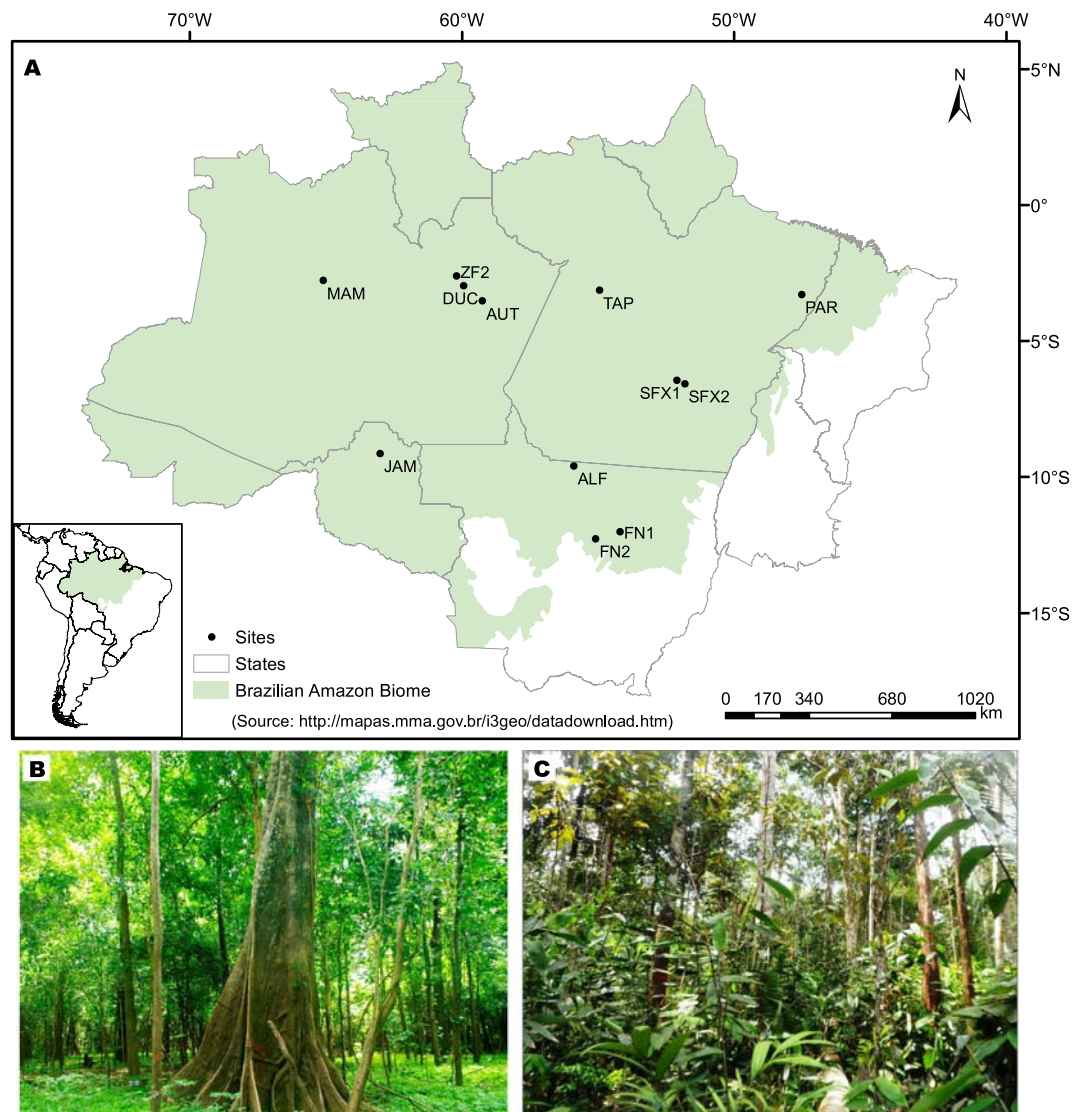 70°W 60°W 50°W 40°W
A
N
5°N
0°
5°S
10°S
15°S
ZF2
MAM
DUC
AUT
TAP
PAR
SFX1 SFX2
JAM
ALF
FN1
FN2
Sites
States
Brazilian Amazon Biome
(Source: http://mapas.mma.gov.br/i3geo/datadownload.htm)
0 170 340 680 1020
km
B
C